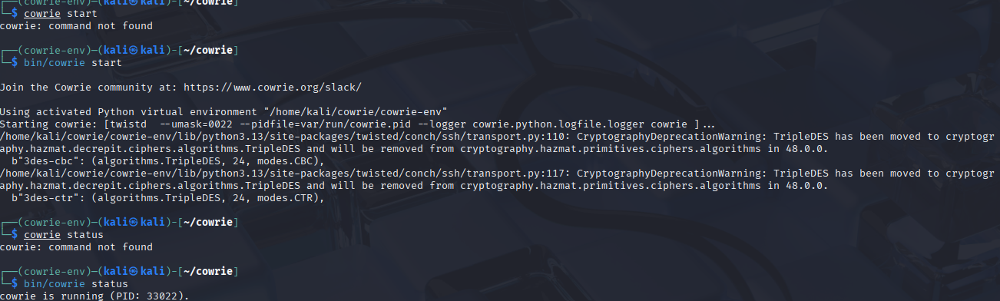 ┌──(cowrie-env)─(kali㉿kali)-[~/cowrie]
└─$ cowrie start
cowrie: command not found
┌──(cowrie-env)─(kali㉿kali)-[~/cowrie]
└─$ bin/cowrie start
Join the Cowrie community at: https://www.cowrie.org/slack/
Using activated Python virtual environment "/home/kali/cowrie/cowrie-env"
Starting cowrie: [twistd  --umask=0022 --pidfile=var/run/cowrie.pid --logger cowrie.python.logfile.logger cowrie ]...
/home/kali/cowrie/cowrie-env/lib/python3.13/site-packages/twisted/conch/ssh/transport.py:110: CryptographyDeprecationWarning: TripleDES has been moved to cryptogr
aphy.hazmat.decrepit.ciphers.algorithms.TripleDES and will be removed from cryptography.hazmat.primitives.ciphers.algorithms in 48.0.0.
  b"3des-cbc": (algorithms.TripleDES, 24, modes.CBC),
/home/kali/cowrie/cowrie-env/lib/python3.13/site-packages/twisted/conch/ssh/transport.py:117: CryptographyDeprecationWarning: TripleDES has been moved to cryptogr
aphy.hazmat.decrepit.ciphers.algorithms.TripleDES and will be removed from cryptography.hazmat.primitives.ciphers.algorithms in 48.0.0.
  b"3des-ctr": (algorithms.TripleDES, 24, modes.CTR),
┌──(cowrie-env)─(kali㉿kali)-[~/cowrie]
└─$ cowrie status
cowrie: command not found
┌──(cowrie-env)─(kali㉿kali)-[~/cowrie]
└─$ bin/cowrie status
cowrie is running (PID: 33022).